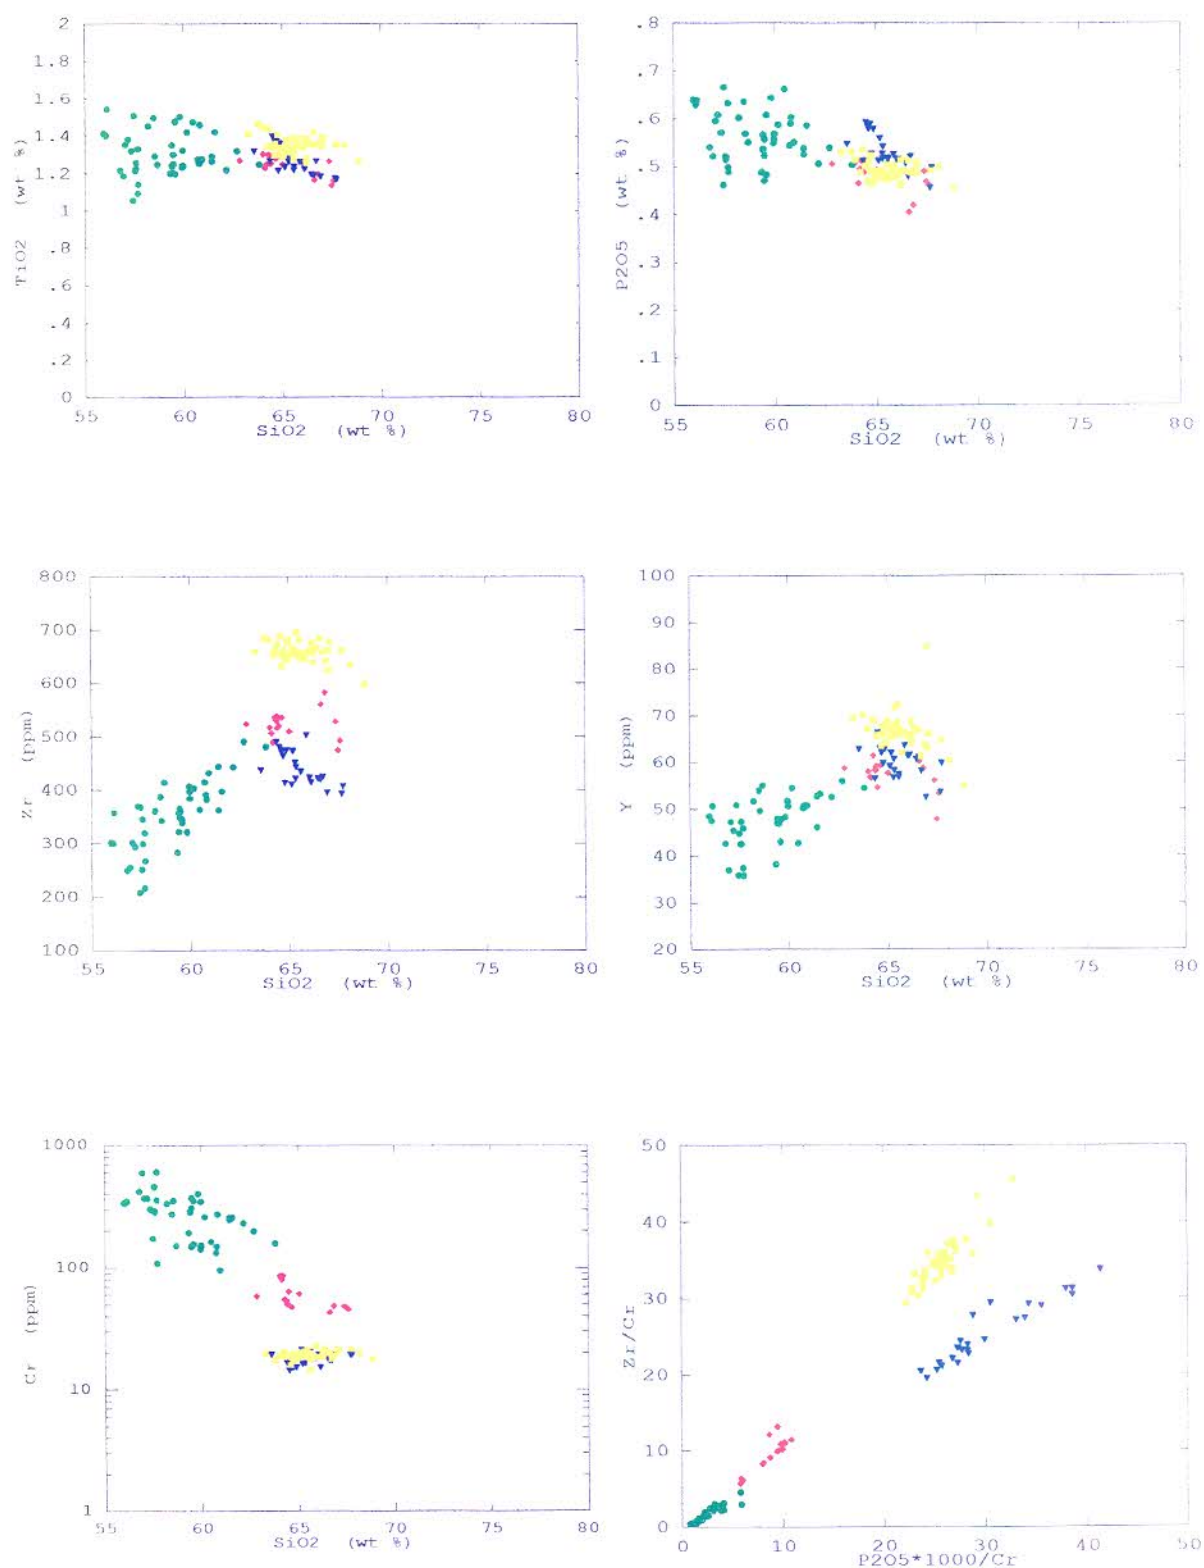 2
1.8
1.6
1.4
1.2
1
.8
.6
.4
.2
0
TiO2 (wt %)
55 60 65 70 75 80
SiO2 (wt %)
.8
.7
.6
.5
.4
.3
.2
.1
0
P2O5 (wt %)
55 60 65 70 75 80
SiO2 (wt %)
800
700
600
500
400
300
200
100
Zr (ppm)
55 60 65 70 75 80
SiO2 (wt %)
100
90
80
70
60
50
40
30
20
Y (ppm)
55 60 65 70 75 80
SiO2 (wt %)
1000
100
10
1
Cr (ppm)
55 60 65 70 75 80
SiO2 (wt %)
50
40
30
20
10
0
Zr/Cr
0 10 20 30 40 50
P2O5*1000/Cr